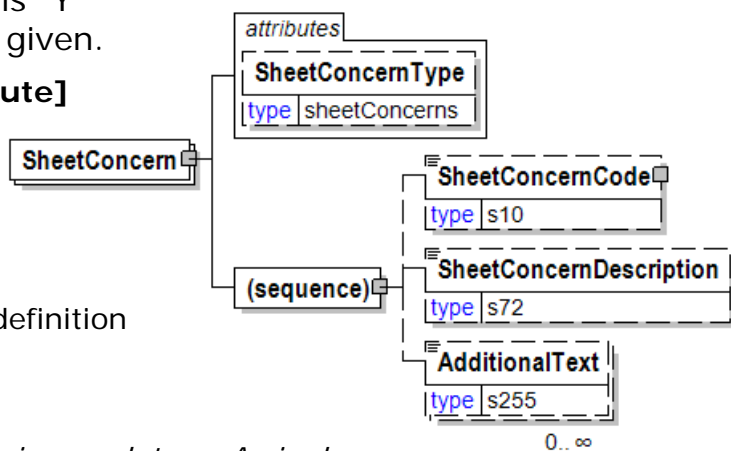 is "Y"
given.
attributes
SheetConcernType
type sheetConcerns
SheetConcern
SheetConcernCode
type s10
(sequence)
SheetConcernDescription
type s72
definition
AdditionalText
type s255
0..∞